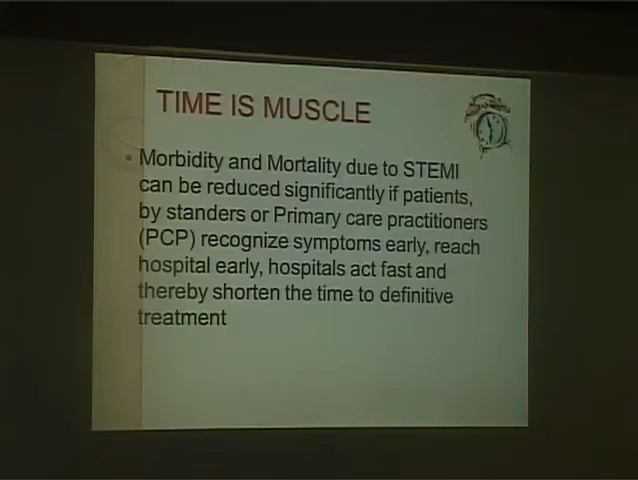 TIME IS MUSCLE
• Morbidity and Mortality due to STEMI
can be reduced significantly if patients,
by standers or Primary care practitioners
(PCP) recognize symptoms early, reach
hospital early, hospitals act fast and
thereby shorten the time to definitive
treatment